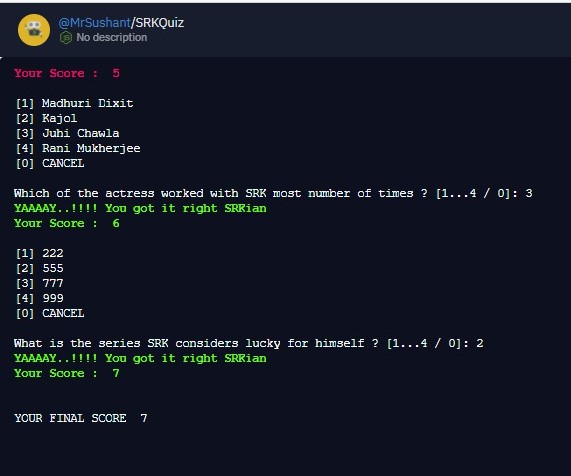 @MrSushant/SRKQuiz
No description
Your Score :  5
[1] Madhuri Dixit
[2] Kajol
[3] Juhi Chawla
[4] Rani Mukherjee
[0] CANCEL
Which of the actress worked with SRK most number of times ? [1...4 / 0]: 3
YAAAAY..!!!! You got it right SRKian
Your Score :  6
[1] 222
[2] 555
[3] 777
[4] 999
[0] CANCEL
What is the series SRK considers lucky for himself ? [1...4 / 0]: 2
YAAAAY..!!!! You got it right SRKian
Your Score :  7
YOUR FINAL SCORE  7